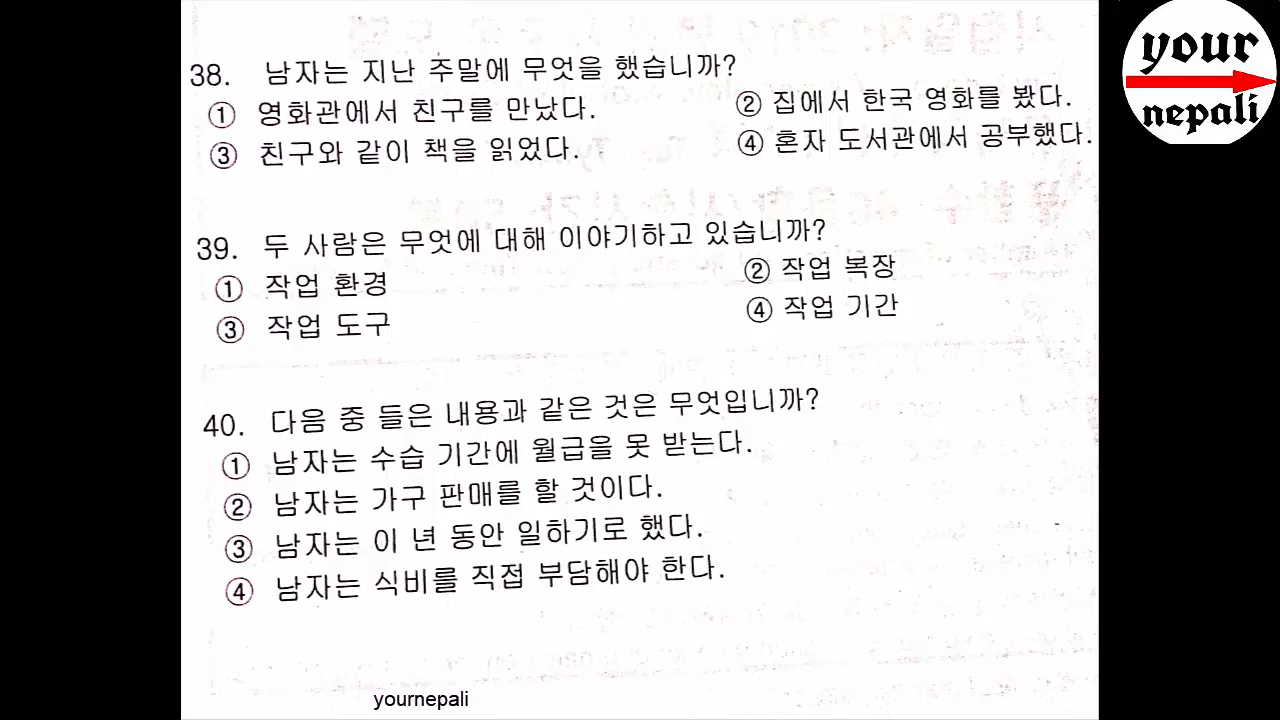 your
nepali
38. 남자는 지난 주말에 무엇을 했습니까?
① 영화관에서 친구를 만났다. ② 집에서 한국 영화를 봤다.
③ 친구와 같이 책을 읽었다. ④ 혼자 도서관에서 공부했다.
39. 두 사람은 무엇에 대해 이야기하고 있습니까?
① 작업 환경 ② 작업 복장
③ 작업 도구 ④ 작업 기간
40. 다음 중 들은 내용과 같은 것은 무엇입니까?
① 남자는 수습 기간에 월급을 못 받는다.
② 남자는 가구 판매를 할 것이다.
③ 남자는 이 년 동안 일하기로 했다.
④ 남자는 식비를 직접 부담해야 한다.
yournepali